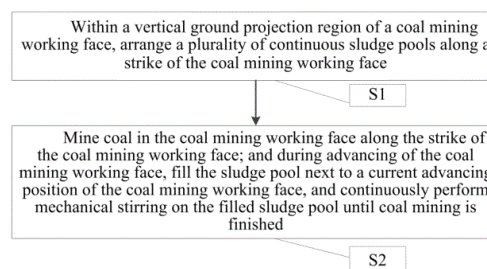 Within a vertical ground projection region of a coal mining
working face, arrange a plurality of continuous sludge pools along a
strike of the coal mining working face
S1
Mine coal in the coal mining working face along the strike of
the coal mining working face; and during advancing of the coal
mining working face, fill the sludge pool next to a current advancing
position of the coal mining working face, and continuously perform
mechanical stirring on the filled sludge pool until coal mining is
finished
S2